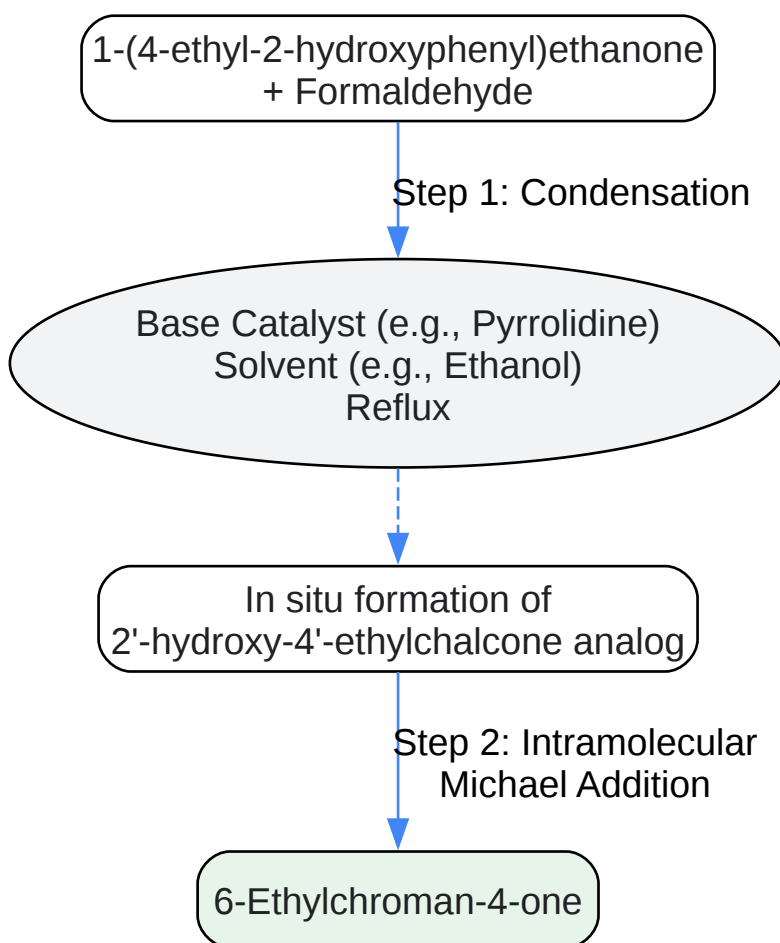 1-(4-ethyl-2-hydroxyphenyl)ethanone
+ Formaldehyde
Step 1: Condensation
Base Catalyst (e.g., Pyrrolidine)
Solvent (e.g., Ethanol)
Reflux
In situ formation of
2'-hydroxy-4'-ethylchalcone analog
Step 2: Intramolecular
Michael Addition
6-Ethylchroman-4-one